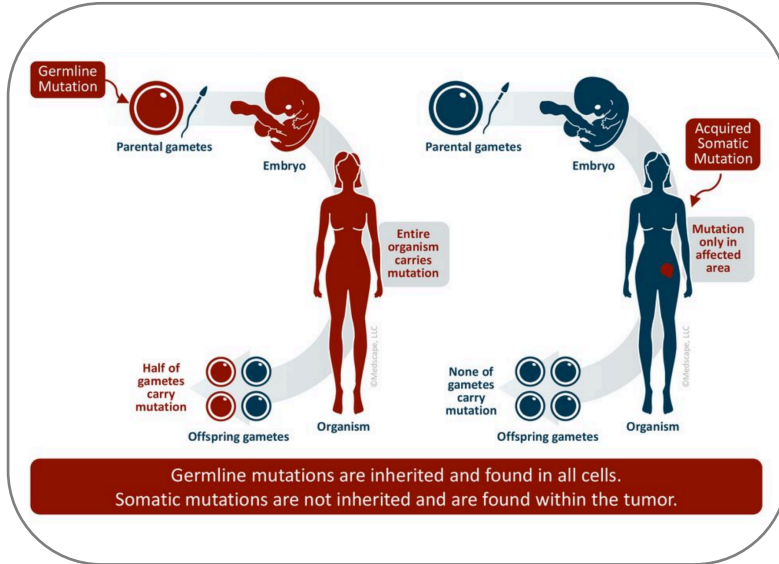 Germline
Mutation
Parental gametes
Embryo
Entire
organism
carries
mutation
Half of
gametes
carry
mutation
Offspring gametes
Organism
©Medscape, LLC
Parental gametes
Embryo
Acquired
Somatic
Mutation
Mutation
only in
affected
area
None of
gametes
carry
mutation
Offspring gametes
Organism
©Medscape, LLC
Germline mutations are inherited and found in all cells.
Somatic mutations are not inherited and are found within the tumor.